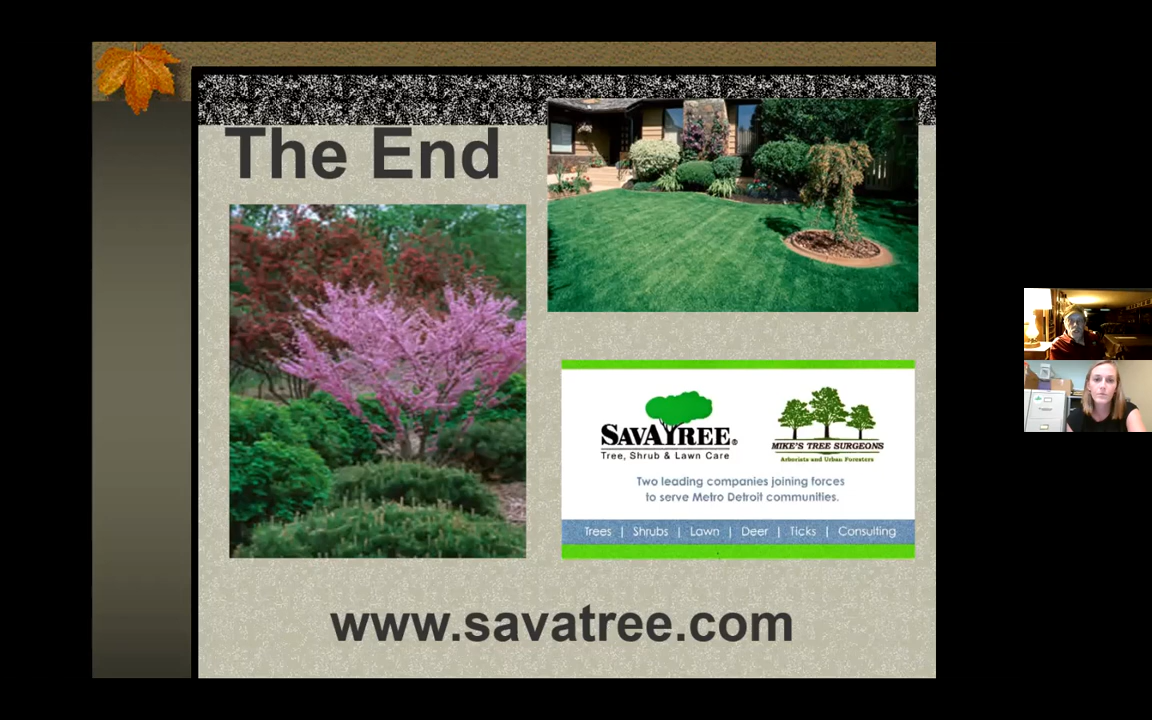 The End
SAVATREE®
Tree, Shrub & Lawn Care
MIKE'S TREE SURGEONS
Arborists and Urban Foresters
Two leading companies joining forces
to serve Metro Detroit communities.
Trees | Shrubs | Lawn | Deer | Ticks | Consulting
www.savatree.com